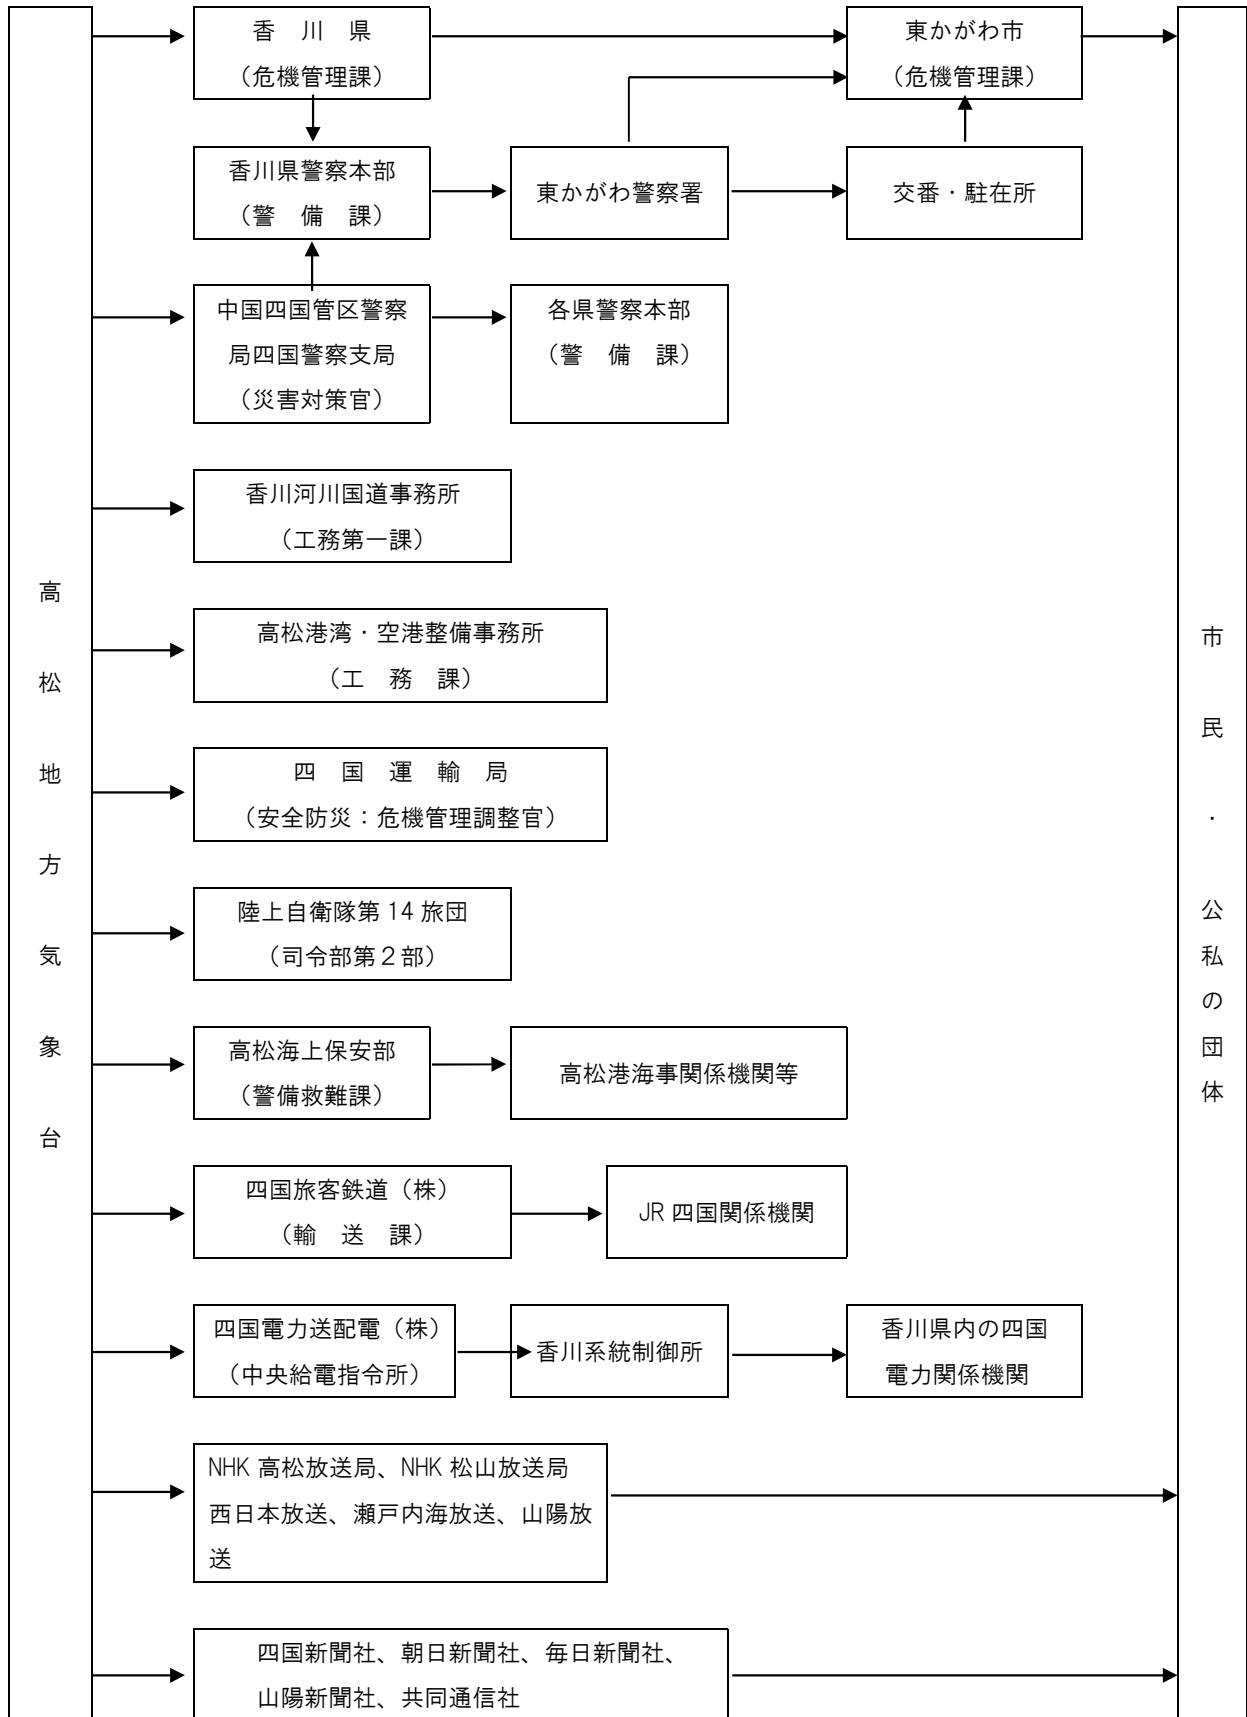 香　川　県
（危機管理課）
東かがわ市
（危機管理課）
香川県警察本部
（警　備　課）
東かがわ警察署
交番・駐在所
中国四国管区警察
局四国警察支局
（災害対策官）
各県警察本部
（警　備　課）
香川河川国道事務所
（工務第一課）
高松港湾・空港整備事務所
（工　務　課）
四　国　運　輸　局
（安全防災：危機管理調整官）
陸上自衛隊第 14 旅団
（司令部第２部）
高松海上保安部
（警備救難課）
高松港海事関係機関等
四国旅客鉄道（株）
（輸　送　課）
JR 四国関係機関
四国電力送配電（株）
（中央給電指令所）
香川系統制御所
香川県内の四国
電力関係機関
NHK 高松放送局、NHK 松山放送局
西日本放送、瀬戸内海放送、山陽放
送
四国新聞社、朝日新聞社、毎日新聞社、
山陽新聞社、共同通信社
高松地方気象台
市民・公私の団体